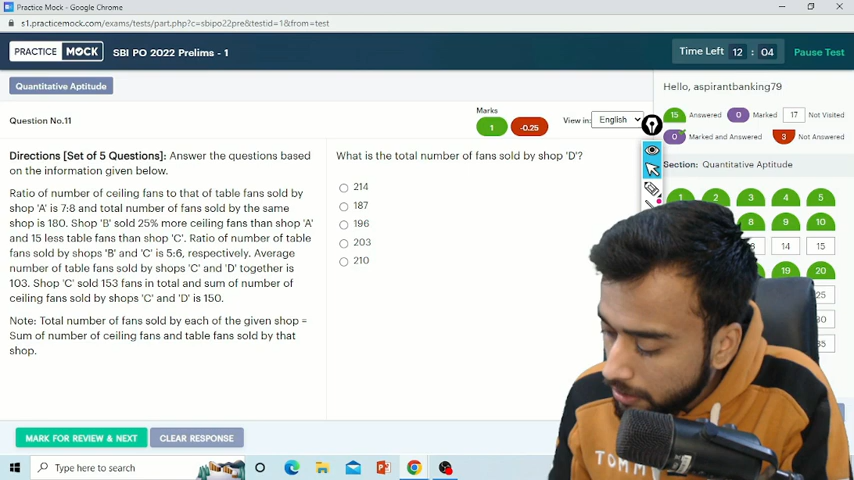 Practice Mock - Google Chrome
s1.practicemock.com/exams/tests/part.php?c=sbipo22pre&testid=1&from=test
PRACTICE MOCK SBI PO 2022 Prelims - 1 Time Left 12 : 04 Pause Test
Quantitative Aptitude
Hello, aspirantbanking79
Question No.11
Marks
1 -0.25
View in: English
15 Answered 0 Marked 17 Not Visited
0 Marked and Answered 3 Not Answered
Section: Quantitative Aptitude
Directions [Set of 5 Questions]: Answer the questions based
on the information given below.
Ratio of number of ceiling fans to that of table fans sold by
shop 'A' is 7:8 and total number of fans sold by the same
shop is 180. Shop 'B' sold 25% more ceiling fans than shop 'A'
and 15 less table fans than shop 'C'. Ratio of number of table
fans sold by shops 'B' and 'C' is 5:6, respectively. Average
number of table fans sold by shops 'C' and 'D' together is
103. Shop 'C' sold 153 fans in total and sum of number of
ceiling fans sold by shops 'C' and 'D' is 150.
Note: Total number of fans sold by each of the given shop =
Sum of number of ceiling fans and table fans sold by that
shop.
What is the total number of fans sold by shop 'D'?
214
187
196
203
210
1 2 3 4 5
8 9 10
14 15
19 20
MARK FOR REVIEW & NEXT CLEAR RESPONSE
Type here to search
TOMMY